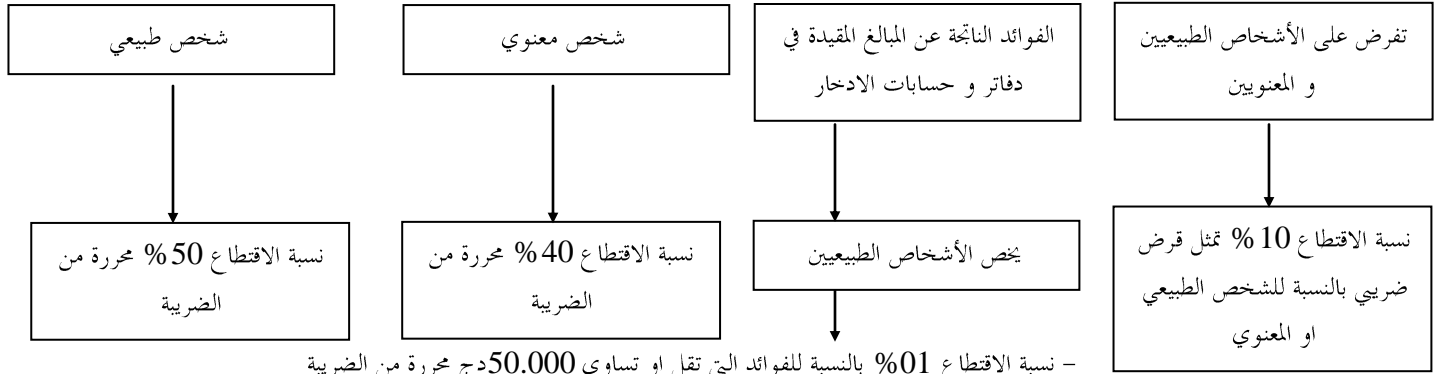 تفرض على الأشخاص الطبيعيين
و المعنويين
الفوائد الناتجة عن المبالغ المقيدة في
دفاتر و حسابات الادخار
شخص معنوي
شخص طبيعي
نسبة الاقتطاع 10 % تمثل قرض
ضريبي بالنسبة للشخص الطبيعي
او المعنوي
يخص الأشخاص الطبيعيين
نسبة الاقتطاع 40 % محررة من
الضريبة
نسبة الاقتطاع 50 % محررة من
الضريبة
- نسبة الاقتطاع 01% بالنسبة للفوائد التي تقل او تساوي 50.000دج محررة من الضريبة